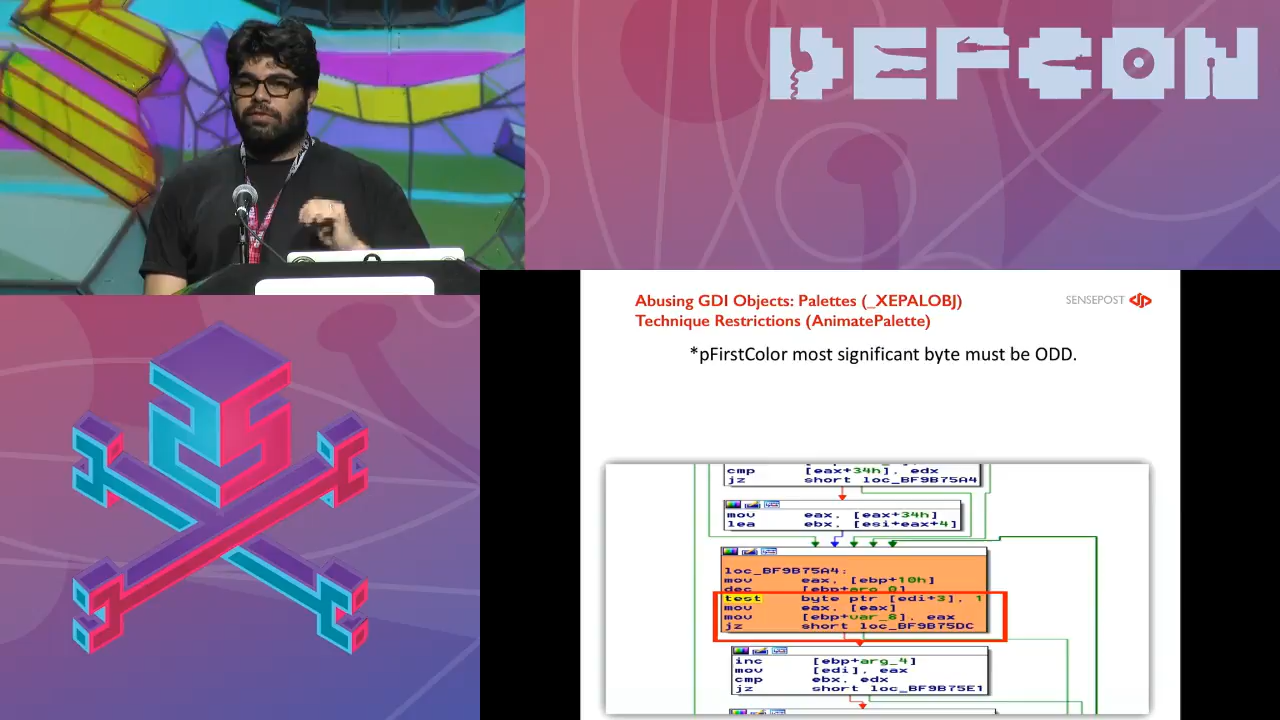 DEFCON
Abusing GDI Objects: Palettes (_XEPALOBJ)
Technique Restrictions (AnimatePalette)
SENSEPOST
*pFirstColor most significant byte must be ODD.
cmp [eax+34h], edx
jz short loc_BF9B75A4
mov eax, [eax+34h]
lea ebx, [esi+eax+4]
loc_BF9B75A4:
mov eax, [ebp+10h]
dec [ebp+arg_0]
test byte ptr [edi+3], 1
mov eax, [eax]
mov [ebp+var_8], eax
jz short loc_BF9B75DC
inc [ebp+arg_4]
mov [edi], eax
cmp ebx, edx
jz short loc_BF9B75E1